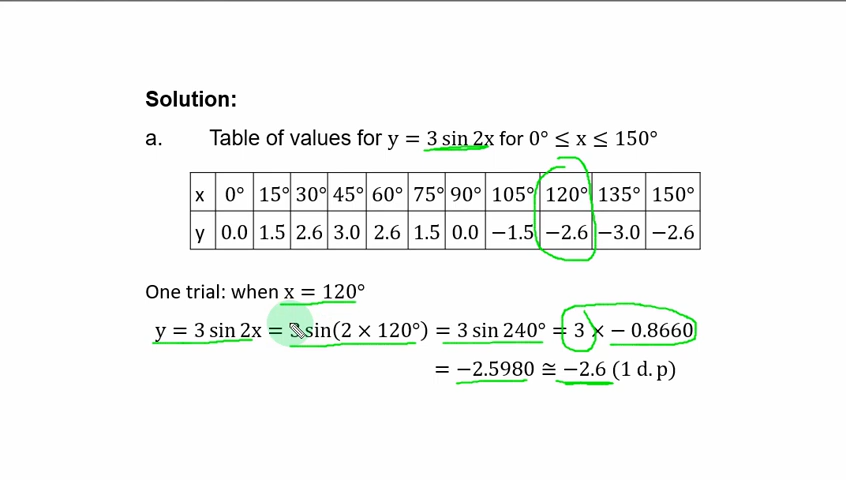 Solution:
a. Table of values for y = 3 sin 2x for 0° ≤ x ≤ 150°
x 0° 15° 30° 45° 60° 75° 90° 105° 120° 135° 150°
y 0.0 1.5 2.6 3.0 2.6 1.5 0.0 −1.5 −2.6 −3.0 −2.6
One trial: when x = 120°
y = 3 sin 2x = 3 sin(2 × 120°) = 3 sin 240° = 3 × − 0.8660
= −2.5980 ≅ −2.6 (1 d. p)